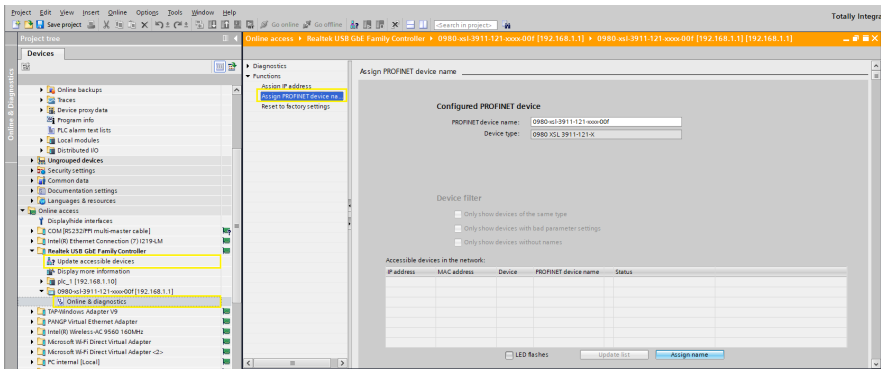 Project Edit View Insert Online Options Tools Window Help
Totally Integra
Save project
Go online
Go offline
<Search in project>
Project tree
Online access ▸ Realtek USB GbE Family Controller ▸ 0980-xsl-3911-121-xxxx-00f [192.168.1.1] ▸ 0980-xsl-3911-121-xxxx-00f [192.168.1.1] [192.168.1.1]
Devices
Online & Diagnostics
Online backups
Traces
Device proxy data
Program info
PLC alarm text lists
Local modules
Distributed I/O
Ungrouped devices
Security settings
Common data
Documentation settings
Languages & resources
Online access
Display/hide interfaces
COM [RS232/PPI multi-master cable]
Intel(R) Ethernet Connection (7) I219-LM
Realtek USB GbE Family Controller
Update accessible devices
Display more information
plc_1 [192.168.1.10]
0980-xsl-3911-121-xxxx-00f [192.168.1.1]
Online & diagnostics
TAP-Windows Adapter V9
PANGP Virtual Ethernet Adapter
Intel(R) Wireless-AC 9560 160MHz
Microsoft Wi-Fi Direct Virtual Adapter
Microsoft Wi-Fi Direct Virtual Adapter <2>
PC internal [Local]
Diagnostics
Functions
Assign IP address
Assign PROFINET device na...
Reset to factory settings
Assign PROFINET device name
Configured PROFINET device
PROFINET device name: 0980-xsl-3911-121-xxxx-00f
Device type: 0980 XSL 3911-121-X
Device filter
Only show devices of the same type
Only show devices with bad parameter settings
Only show devices without names
Accessible devices in the network:
IP address MAC address Device PROFINET device name Status
LED flashes Update list Assign name